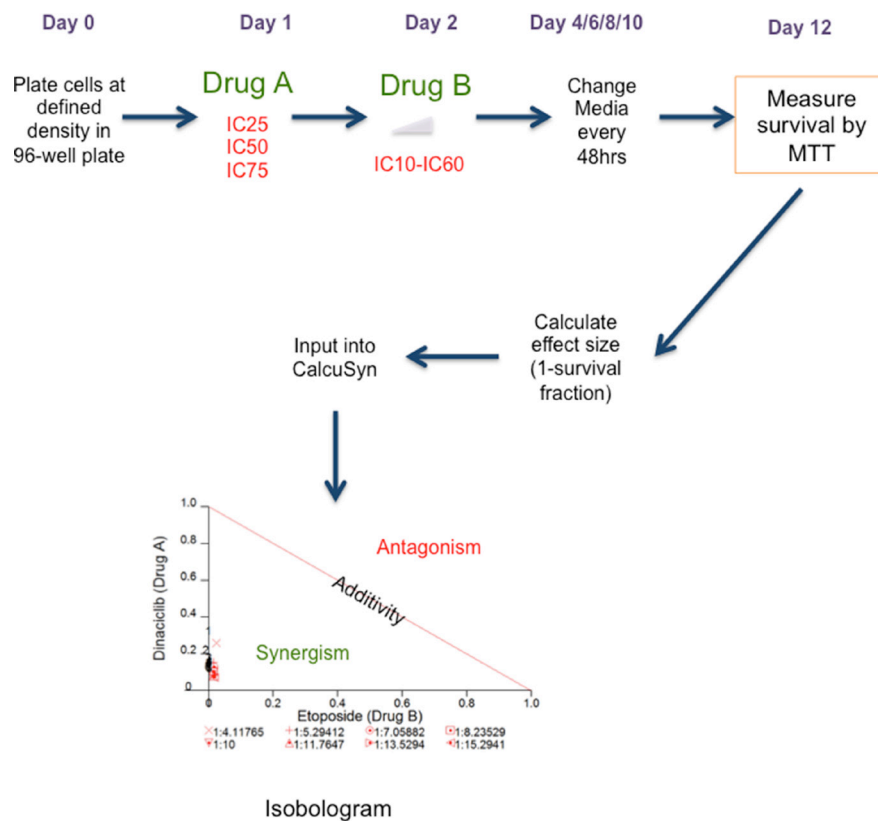 Day 0
Day 1
Day 2
Day 4/6/8/10
Day 12
Plate cells at
defined
density in
96-well plate
Drug A
IC25
IC50
IC75
Drug B
IC10-IC60
Change
Media
every
48hrs
Measure
survival by
MTT
Calculate
effect size
(1-survival
fraction)
Input into
CalcuSyn
1.0
0.8
0.6
0.4
0.2
0
Dinaciclib (Drug A)
Antagonism
Additivity
Synergism
0 0.2 0.4 0.6 0.8 1.0
Etoposide (Drug B)
1:4.11765 1:5.29412 1:7.05882 1:8.23529
1:10 1:11.7647 1:13.5294 1:15.2941
Isobologram